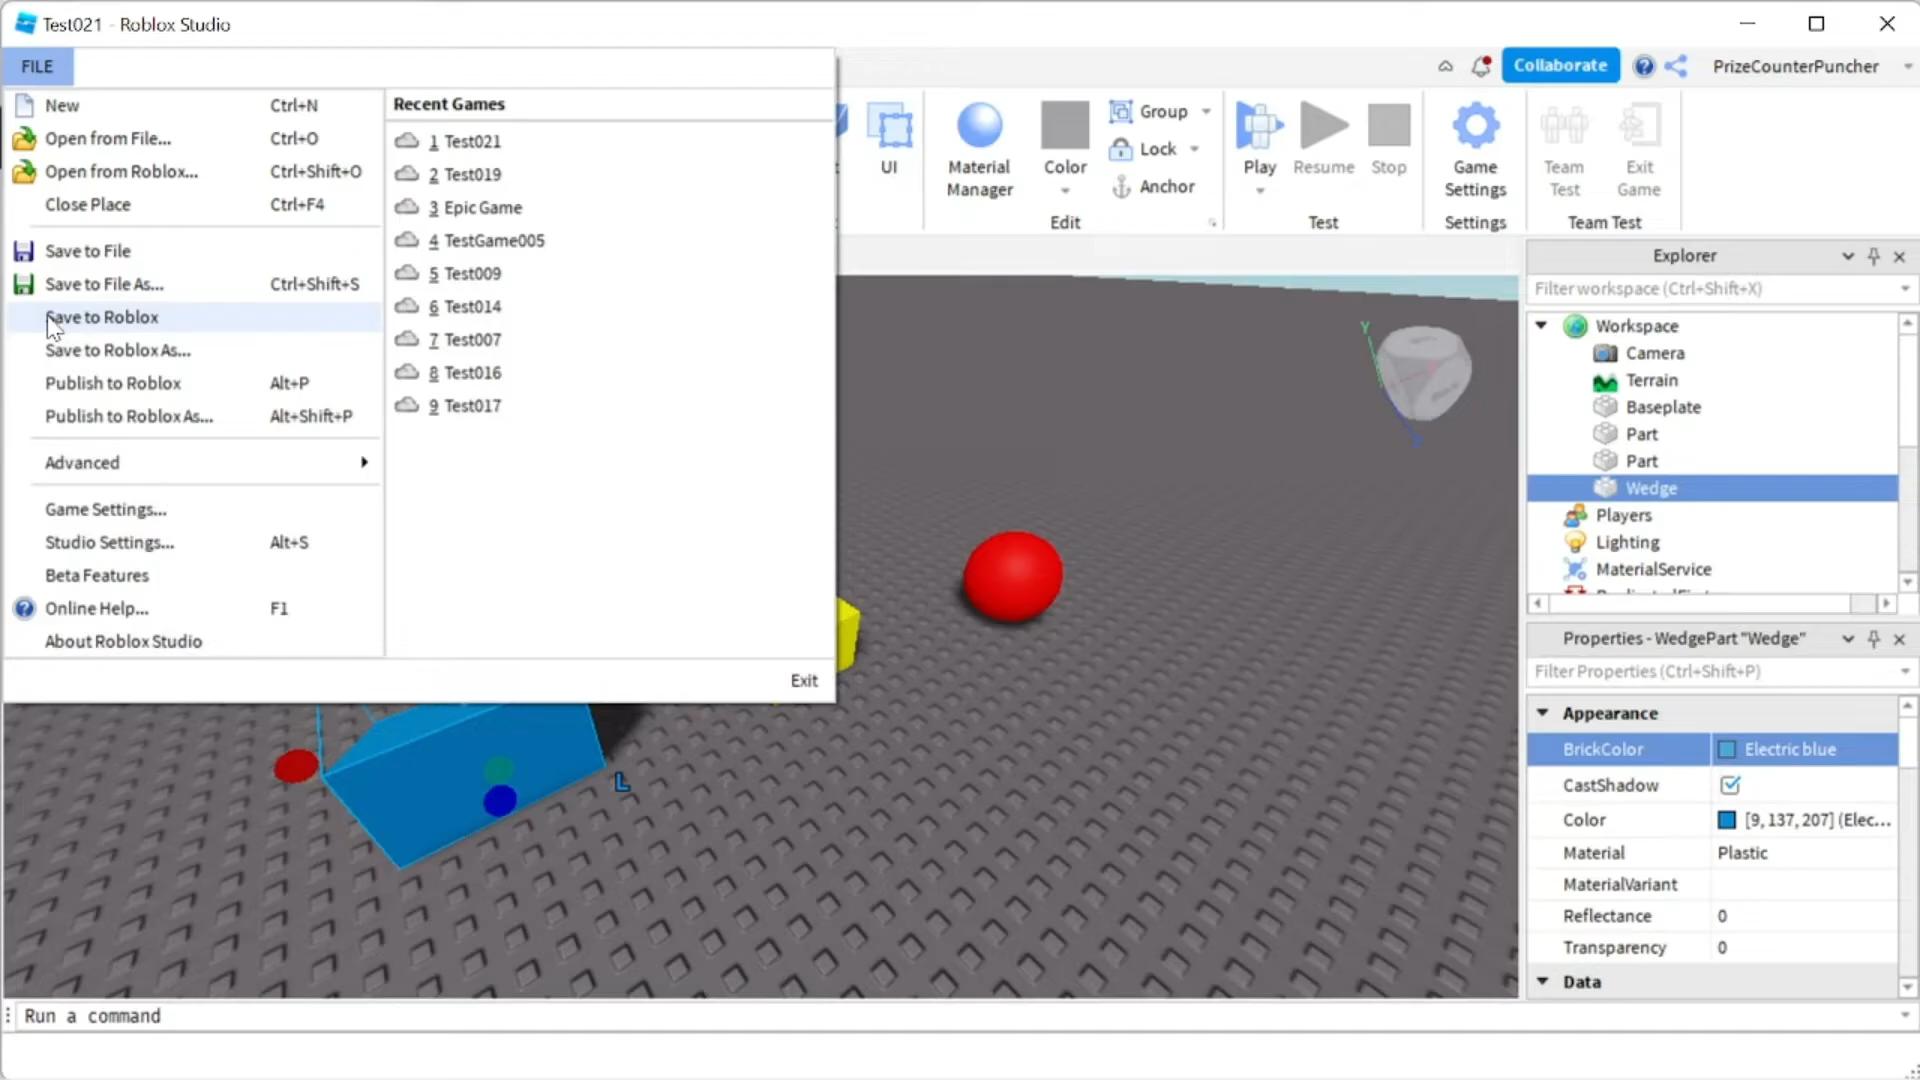 Test021 - Roblox Studio
FILE
Collaborate
PrizeCounterPuncher
New Ctrl+N
Open from File... Ctrl+O
Open from Roblox... Ctrl+Shift+O
Close Place Ctrl+F4
Save to File
Save to File As... Ctrl+Shift+S
Save to Roblox
Save to Roblox As...
Publish to Roblox Alt+P
Publish to Roblox As... Alt+Shift+P
Advanced
Game Settings...
Studio Settings... Alt+S
Beta Features
Online Help... F1
About Roblox Studio
Recent Games
1 Test021
2 Test019
3 Epic Game
4 TestGame005
5 Test009
6 Test014
7 Test007
8 Test016
9 Test017
Exit
UI
Material Manager
Color
Group
Lock
Anchor
Edit
Play
Resume
Stop
Test
Game Settings
Settings
Team Test
Exit Game
Team Test
Explorer
Filter workspace (Ctrl+Shift+X)
Workspace
Camera
Terrain
Baseplate
Part
Part
Wedge
Players
Lighting
MaterialService
Properties - WedgePart "Wedge"
Filter Properties (Ctrl+Shift+P)
Appearance
BrickColor Electric blue
CastShadow
Color [9, 137, 207] (Elec...
Material Plastic
MaterialVariant
Reflectance 0
Transparency 0
Data
Y
L
Run a command